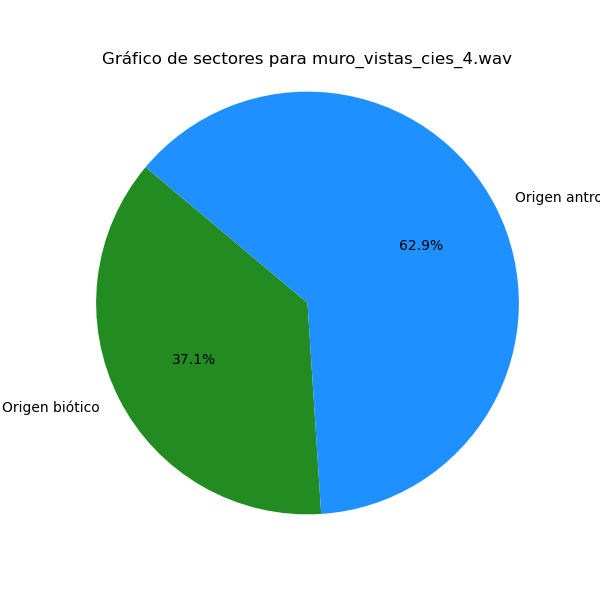 Gráfico de sectores para muro_vistas_cies_4.wav
Origen antro
62.9%
37.1%
Origen biótico